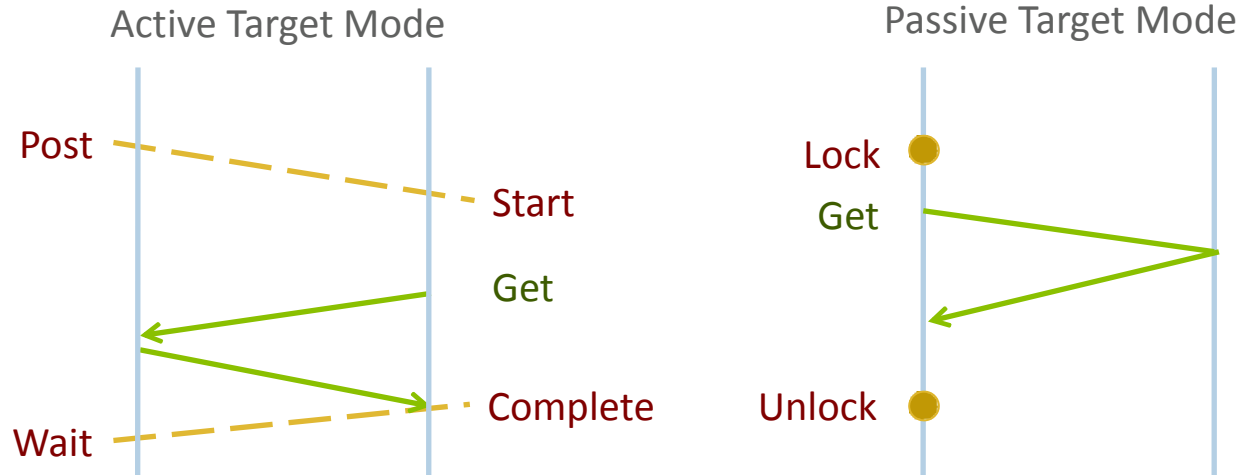 Active Target Mode
Post
Start
Get
Complete
Wait
Passive Target Mode
Lock
Get
Unlock